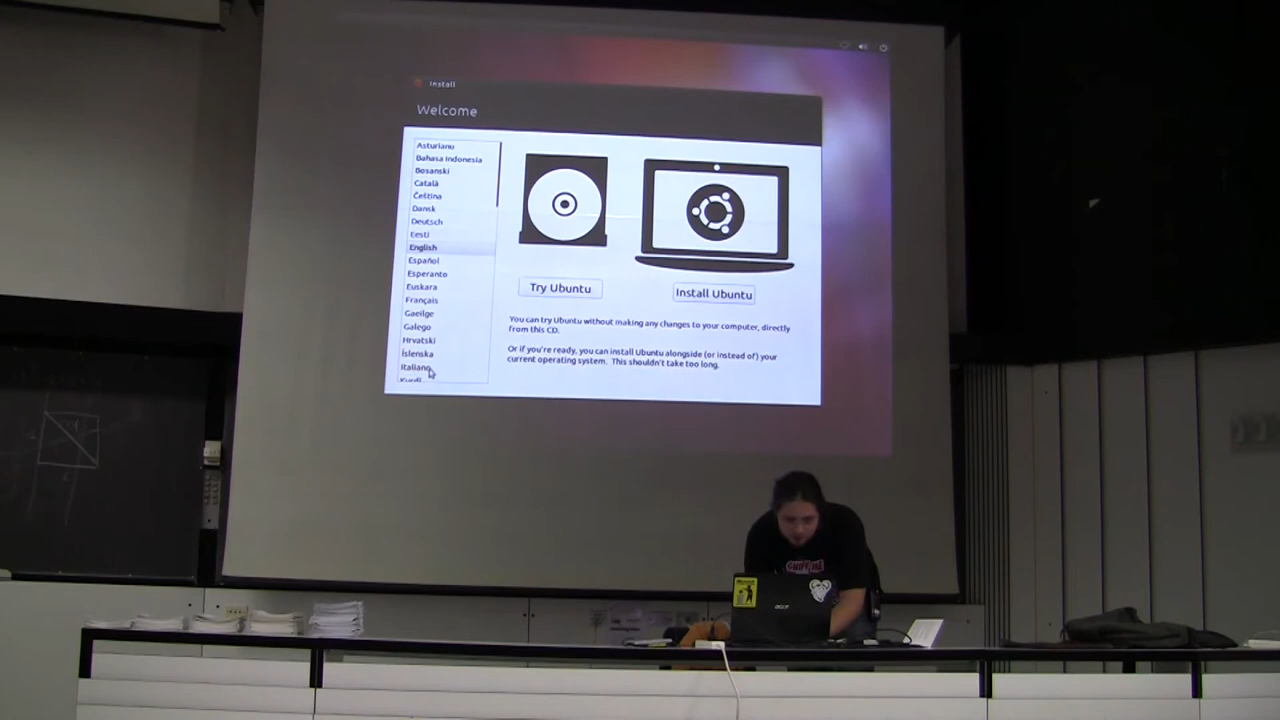 Install
Welcome
Asturianu
Bahasa Indonesia
Bosanski
Català
Čeština
Dansk
Deutsch
Eesti
English
Español
Esperanto
Euskara
Français
Gaeilge
Galego
Hrvatski
Íslenska
Italiano
Kurdî
Try Ubuntu
Install Ubuntu
You can try Ubuntu without making any changes to your computer, directly
from this CD.
Or if you're ready, you can install Ubuntu alongside (or instead of) your
current operating system. This shouldn't take too long.
acer